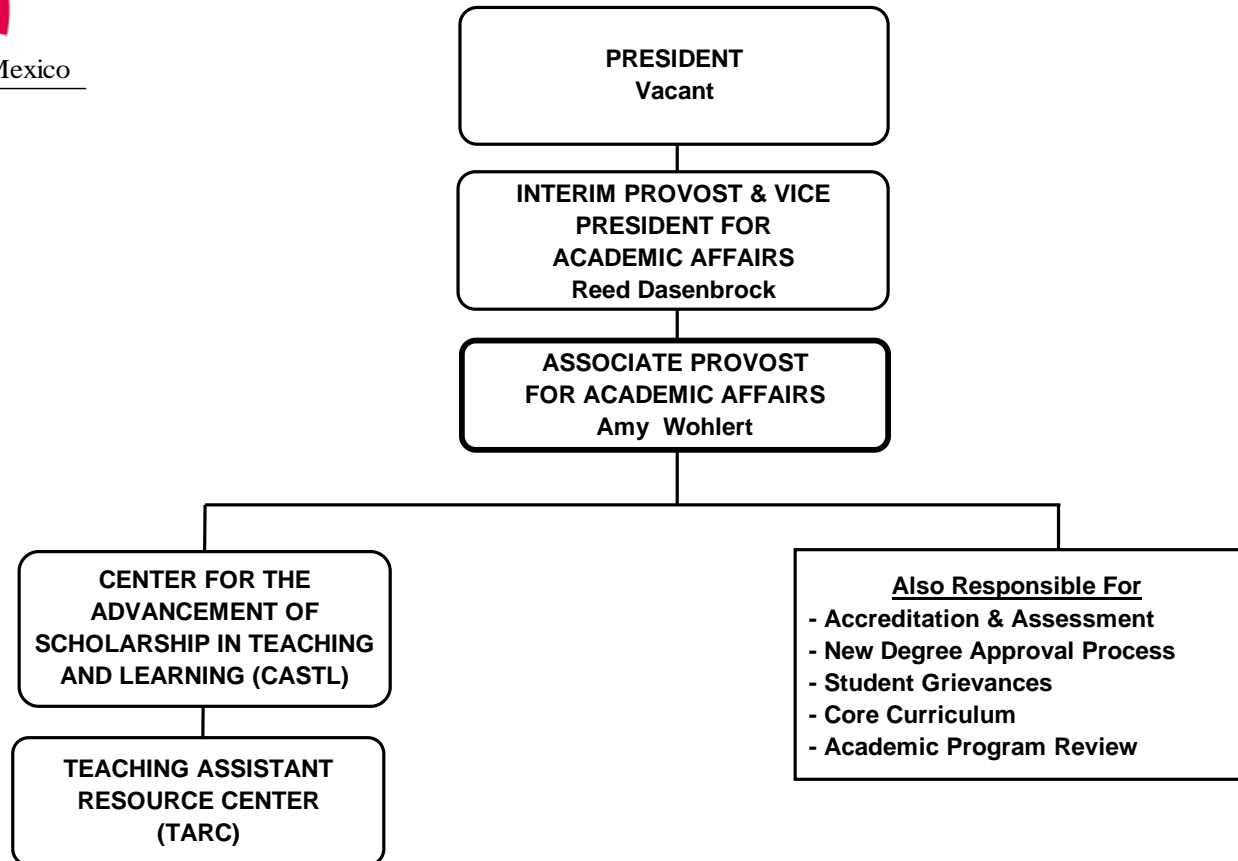 Mexico
PRESIDENT
Vacant
INTERIM PROVOST & VICE
PRESIDENT FOR
ACADEMIC AFFAIRS
Reed Dasenbrock
ASSOCIATE PROVOST
FOR ACADEMIC AFFAIRS
Amy Wohlert
CENTER FOR THE
ADVANCEMENT OF
SCHOLARSHIP IN TEACHING
AND LEARNING (CASTL)
TEACHING ASSISTANT
RESOURCE CENTER
(TARC)
Also Responsible For
- Accreditation & Assessment
- New Degree Approval Process
- Student Grievances
- Core Curriculum
- Academic Program Review